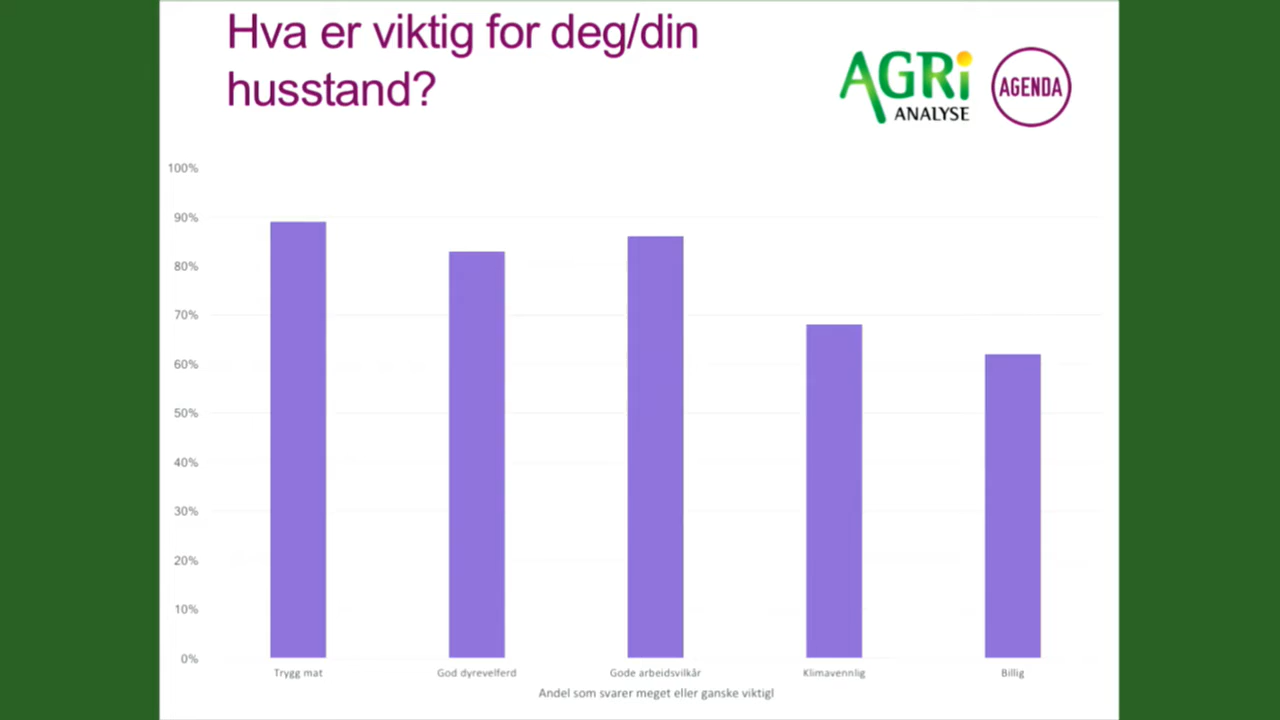 Hva er viktig for deg/din
husstand?
AGRi
ANALYSE
AGENDA
100%
90%
80%
70%
60%
50%
40%
30%
20%
10%
0%
Trygg mat
God dyrevelferd
Gode arbeidsvilkår
Klimavennlig
Billig
Andel som svarer meget eller ganske viktigl